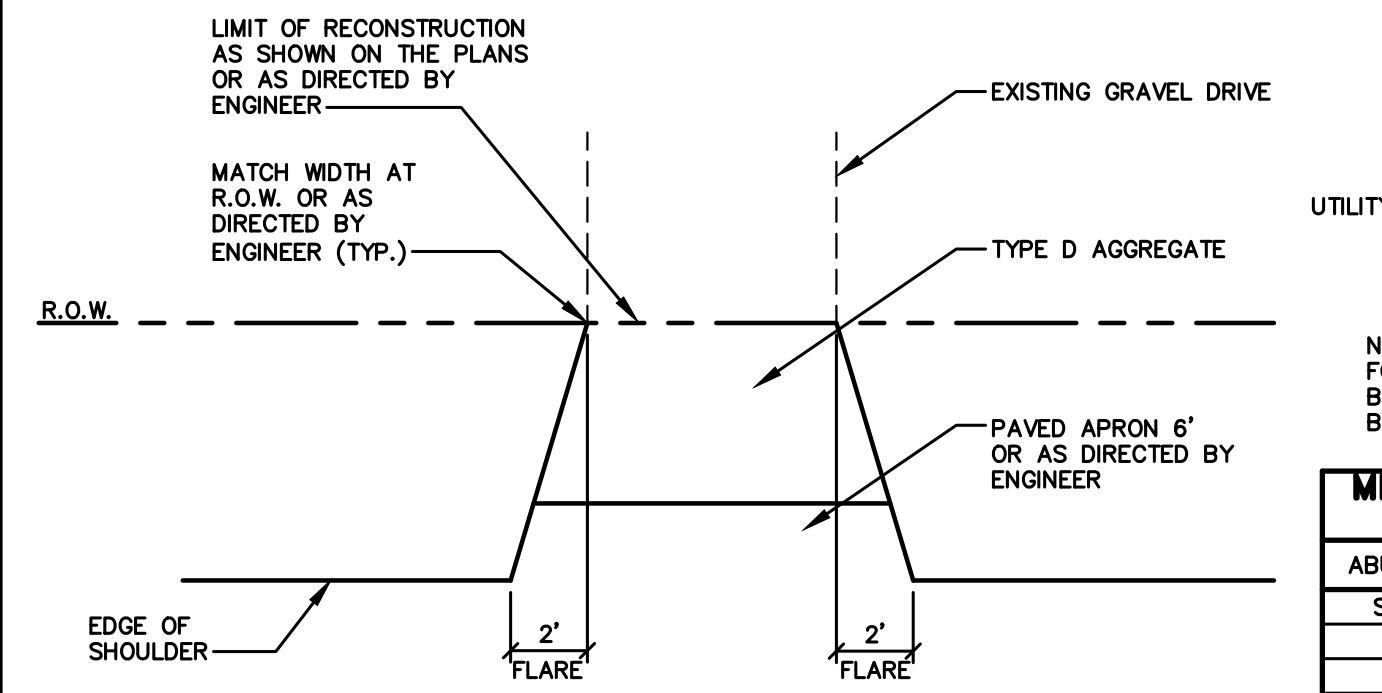 LIMIT OF RECONSTRUCTION
AS SHOWN ON THE PLANS
OR AS DIRECTED BY
ENGINEER
EXISTING GRAVEL DRIVE
MATCH WIDTH AT
R.O.W. OR AS
DIRECTED BY
ENGINEER (TYP.)
UTILITY
TYPE D AGGREGATE
R.O.W.
PAVED APRON 6'
OR AS DIRECTED BY
ENGINEER
EDGE OF
SHOULDER
2'
FLARE
2'
FLARE